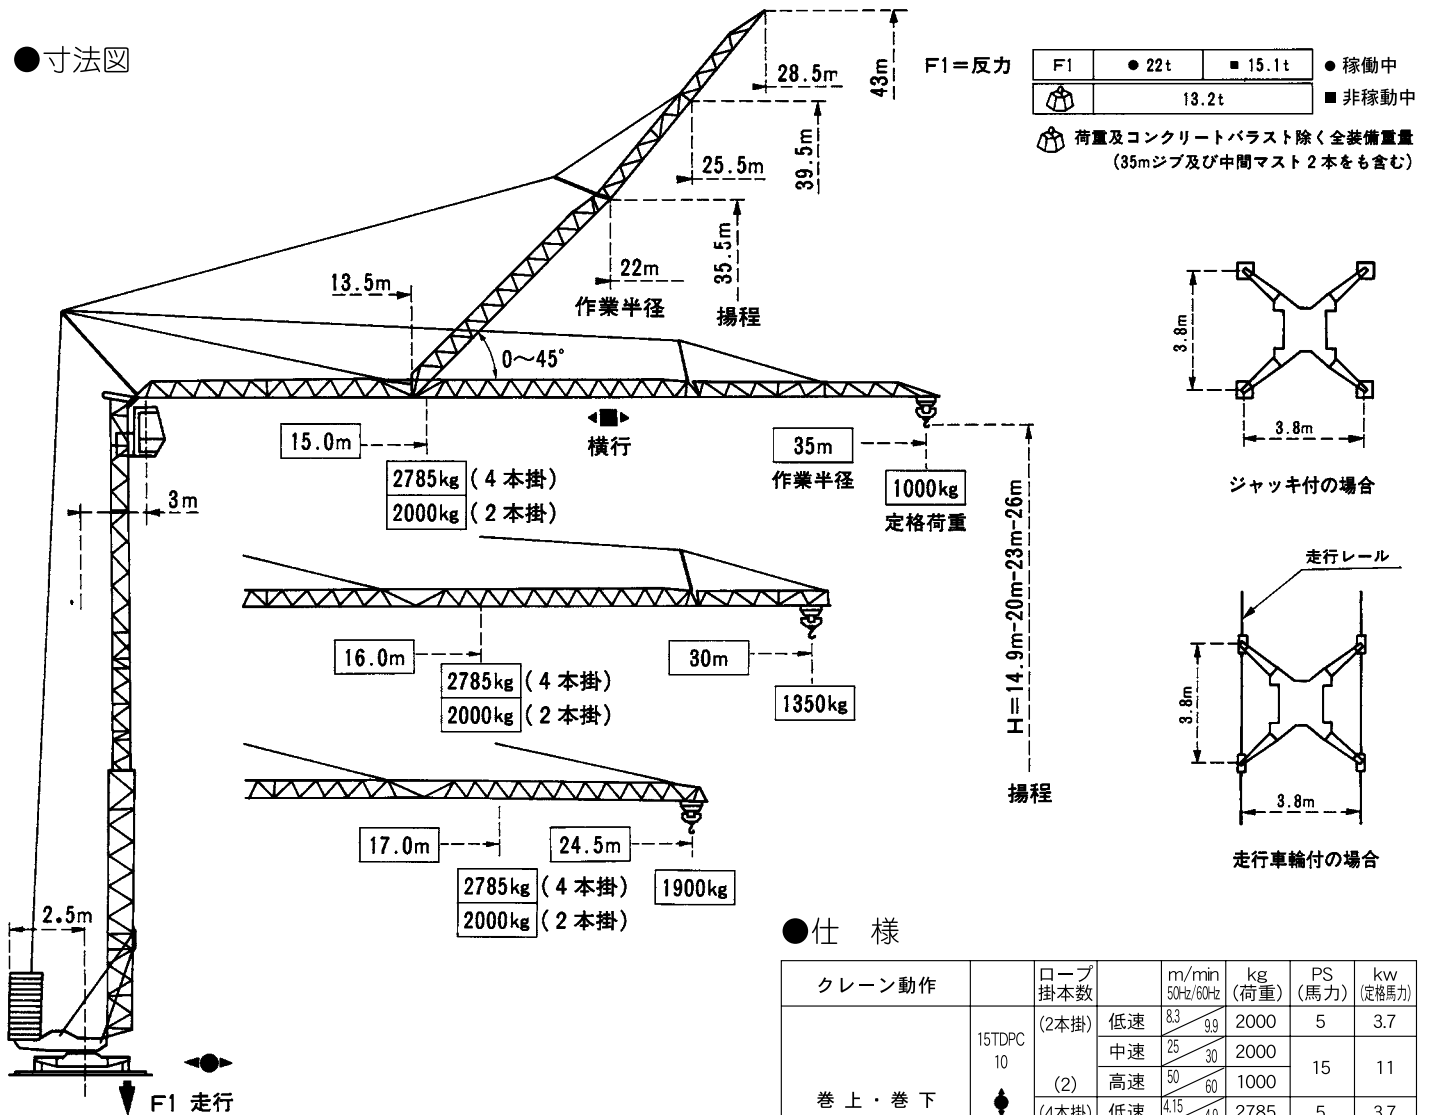 ●寸法図
28.5m
43m
F1=反力
F1 ●22t ■15.1t ●稼働中
13.2t ■非稼動中
荷重及コンクリートバラスト除く全装備重量
(35mジブ及び中間マスト2本をも含む)
25.5m
39.5m
22m
作業半径
35.5m
揚程
13.5m
0〜45°
15.0m
横行
35m
作業半径
2785kg (4本掛)
2000kg (2本掛)
1000kg
定格荷重
3m
H=14.9m-20m-23m-26m
揚程
3.8m
3.8m
ジャッキ付の場合
16.0m
30m
2785kg (4本掛)
2000kg (2本掛)
1350kg
走行レール
3.8m
3.8m
走行車輪付の場合
17.0m
24.5m
2785kg (4本掛)
2000kg (2本掛)
1900kg
2.5m
F1 走行
●仕 様
クレーン動作 ロープ掛本数 m/min 50Hz/60Hz kg(荷重) PS(馬力) kw(定格馬力)
巻上・巻下 15TDPC 10
(2本掛) 低速 8.3 9.9 2000 5 3.7
中速 25 30 2000 15 11
(2) 高速 50 60 1000
(4本掛) 低速 4.15 4.9 2785 5 3.7